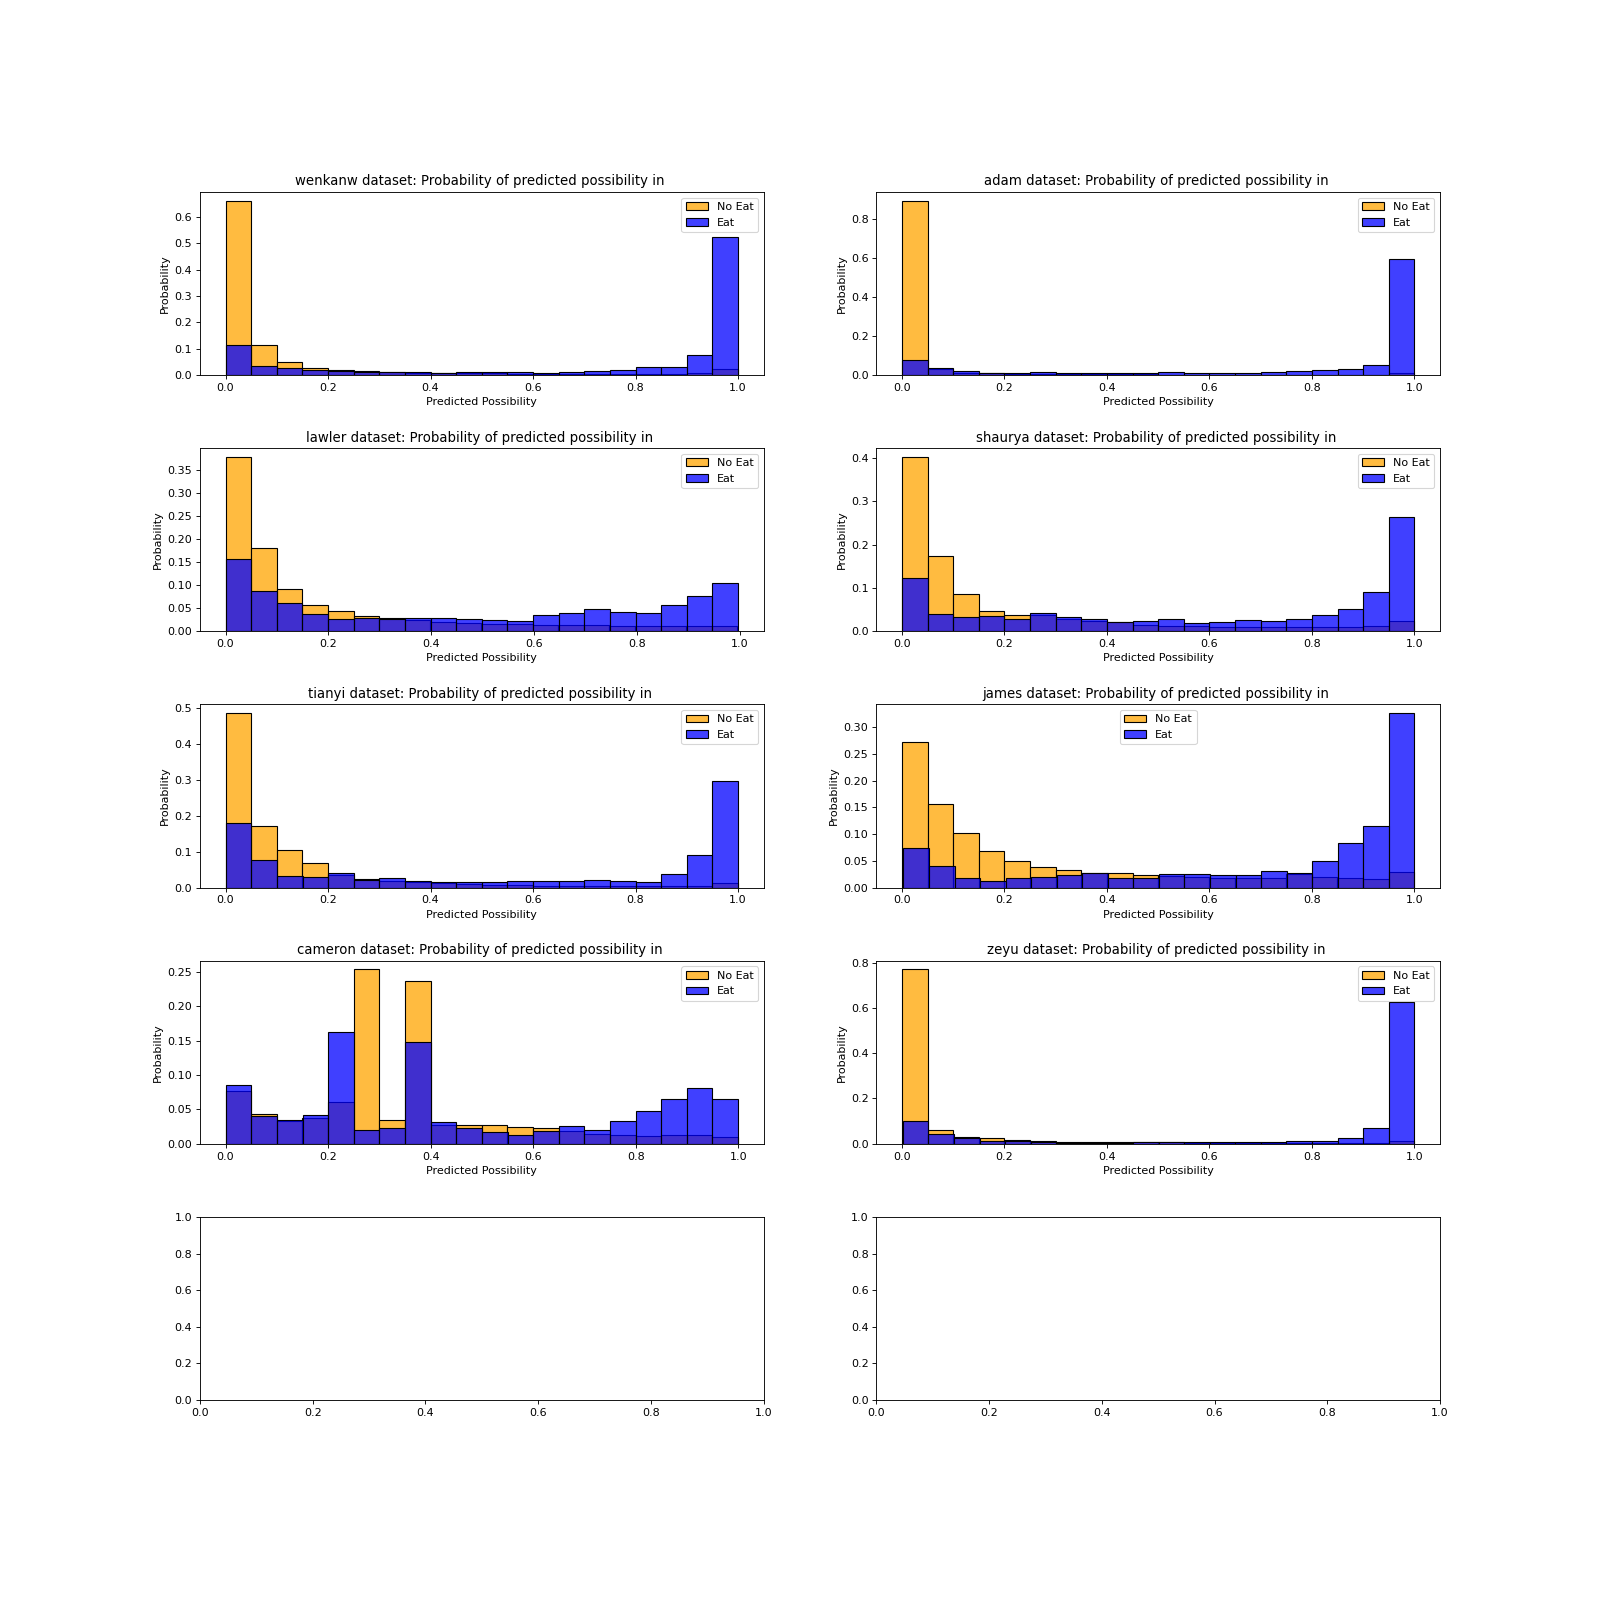 wenkanw dataset: Probability of predicted possibility in
Probability
0.6
0.5
0.4
0.3
0.2
0.1
0.0
No Eat
Eat
0.0 0.2 0.4 0.6 0.8 1.0
Predicted Possibility
adam dataset: Probability of predicted possibility in
Probability
0.8
0.6
0.4
0.2
0.0
No Eat
Eat
0.0 0.2 0.4 0.6 0.8 1.0
Predicted Possibility
lawler dataset: Probability of predicted possibility in
Probability
0.35
0.30
0.25
0.20
0.15
0.10
0.05
0.00
No Eat
Eat
0.0 0.2 0.4 0.6 0.8 1.0
Predicted Possibility
shaurya dataset: Probability of predicted possibility in
Probability
0.4
0.3
0.2
0.1
0.0
No Eat
Eat
0.0 0.2 0.4 0.6 0.8 1.0
Predicted Possibility
tianyi dataset: Probability of predicted possibility in
Probability
0.5
0.4
0.3
0.2
0.1
0.0
No Eat
Eat
0.0 0.2 0.4 0.6 0.8 1.0
Predicted Possibility
james dataset: Probability of predicted possibility in
Probability
0.30
0.25
0.20
0.15
0.10
0.05
0.00
No Eat
Eat
0.0 0.2 0.4 0.6 0.8 1.0
Predicted Possibility
cameron dataset: Probability of predicted possibility in
Probability
0.25
0.20
0.15
0.10
0.05
0.00
No Eat
Eat
0.0 0.2 0.4 0.6 0.8 1.0
Predicted Possibility
zeyu dataset: Probability of predicted possibility in
Probability
0.8
0.6
0.4
0.2
0.0
No Eat
Eat
0.0 0.2 0.4 0.6 0.8 1.0
Predicted Possibility
1.0
0.8
0.6
0.4
0.2
0.0
0.0 0.2 0.4 0.6 0.8 1.0
1.0
0.8
0.6
0.4
0.2
0.0
0.0 0.2 0.4 0.6 0.8 1.0